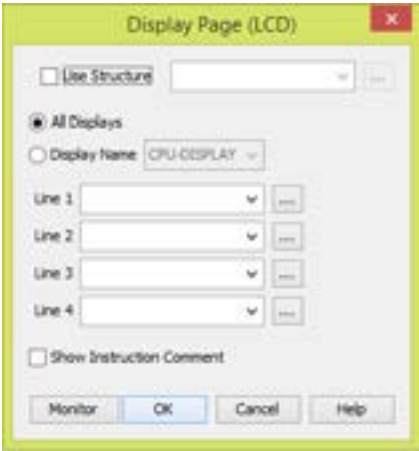 Display Page (LCD)
Use Structure
All Displays
Display Name CPU-DISPLAY
Line 1
Line 2
Line 3
Line 4
Show Instruction Comment
Monitor OK Cancel Help